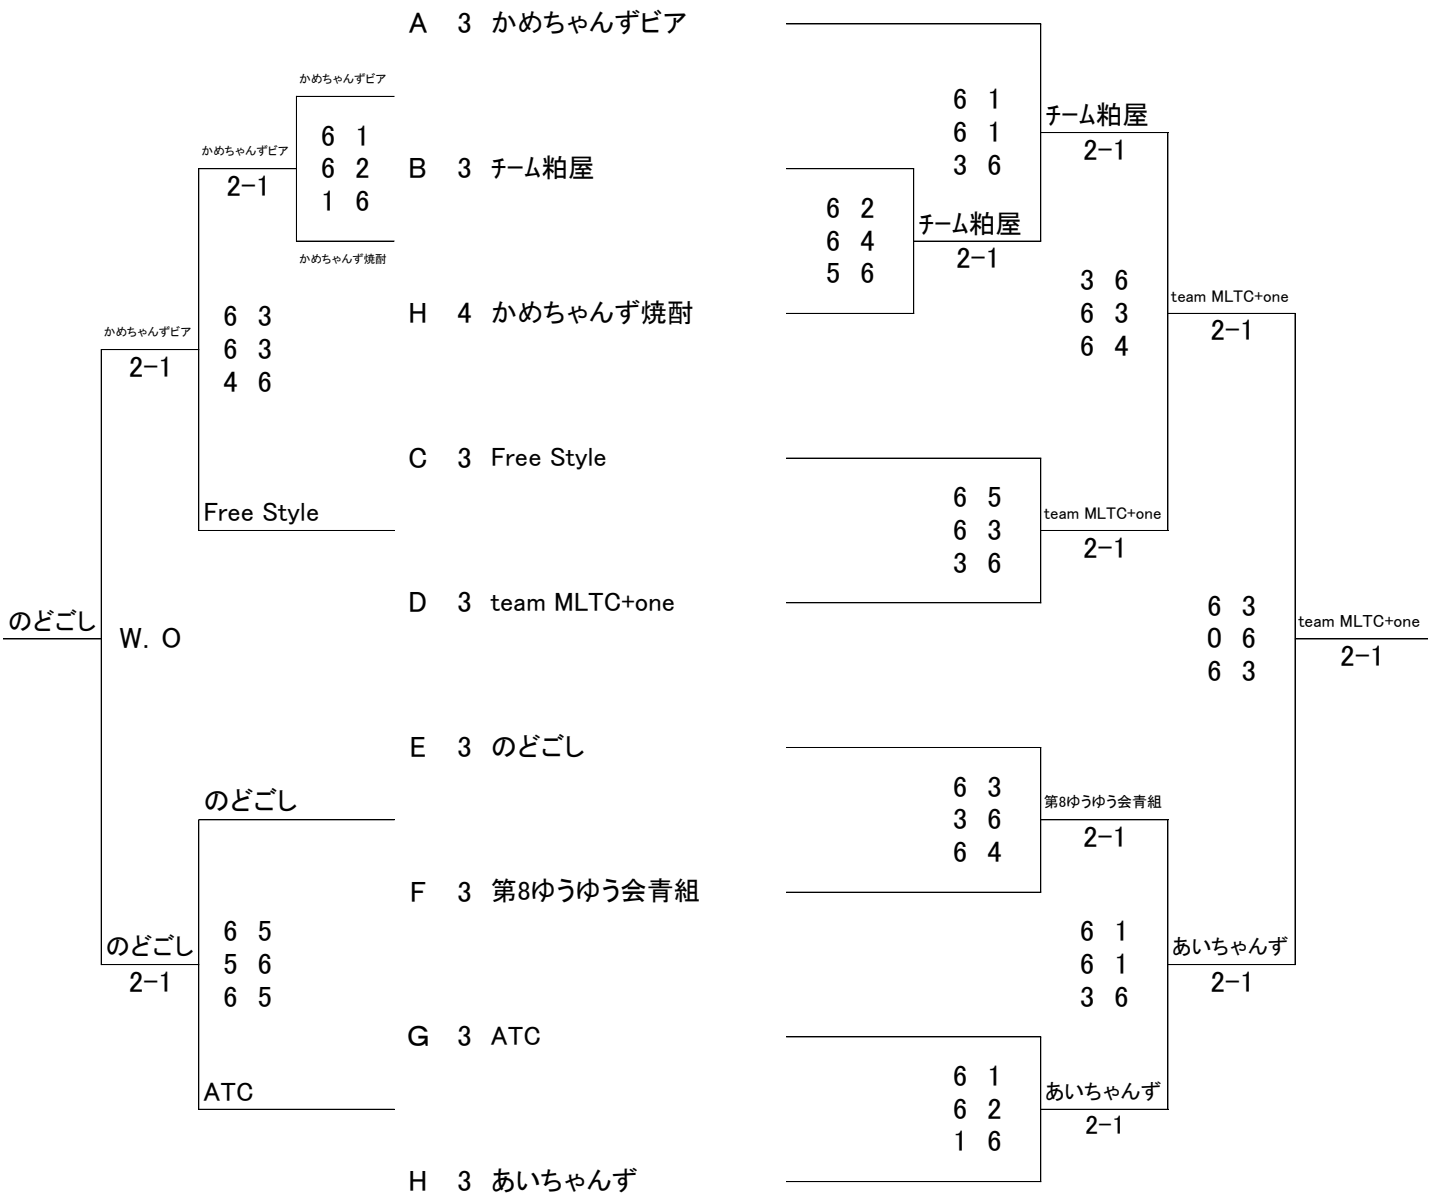 A 3 かめちゃんずビア
かめちゃんずビア
6 1
6 1
3 6
チーム粕屋
2-1
6 1
6 2
1 6
かめちゃんずビア
2-1
B 3 チーム粕屋
6 2
6 4
5 6
チーム粕屋
2-1
かめちゃんず焼酎
3 6
6 3
6 4
team MLTC+one
2-1
6 3
6 3
4 6
H 4 かめちゃんず焼酎
かめちゃんずビア
2-1
C 3 Free Style
6 5
6 3
3 6
Free Style
team MLTC+one
2-1
D 3 team MLTC+one
のどごし
W. O
6 3
0 6
6 3
team MLTC+one
2-1
E 3 のどごし
6 3
3 6
6 4
のどごし
第8ゆうゆう会青組
2-1
F 3 第8ゆうゆう会青組
のどごし
2-1
6 5
5 6
6 5
6 1
6 1
3 6
あいちゃんず
2-1
G 3 ATC
6 1
6 2
1 6
ATC
あいちゃんず
2-1
H 3 あいちゃんず